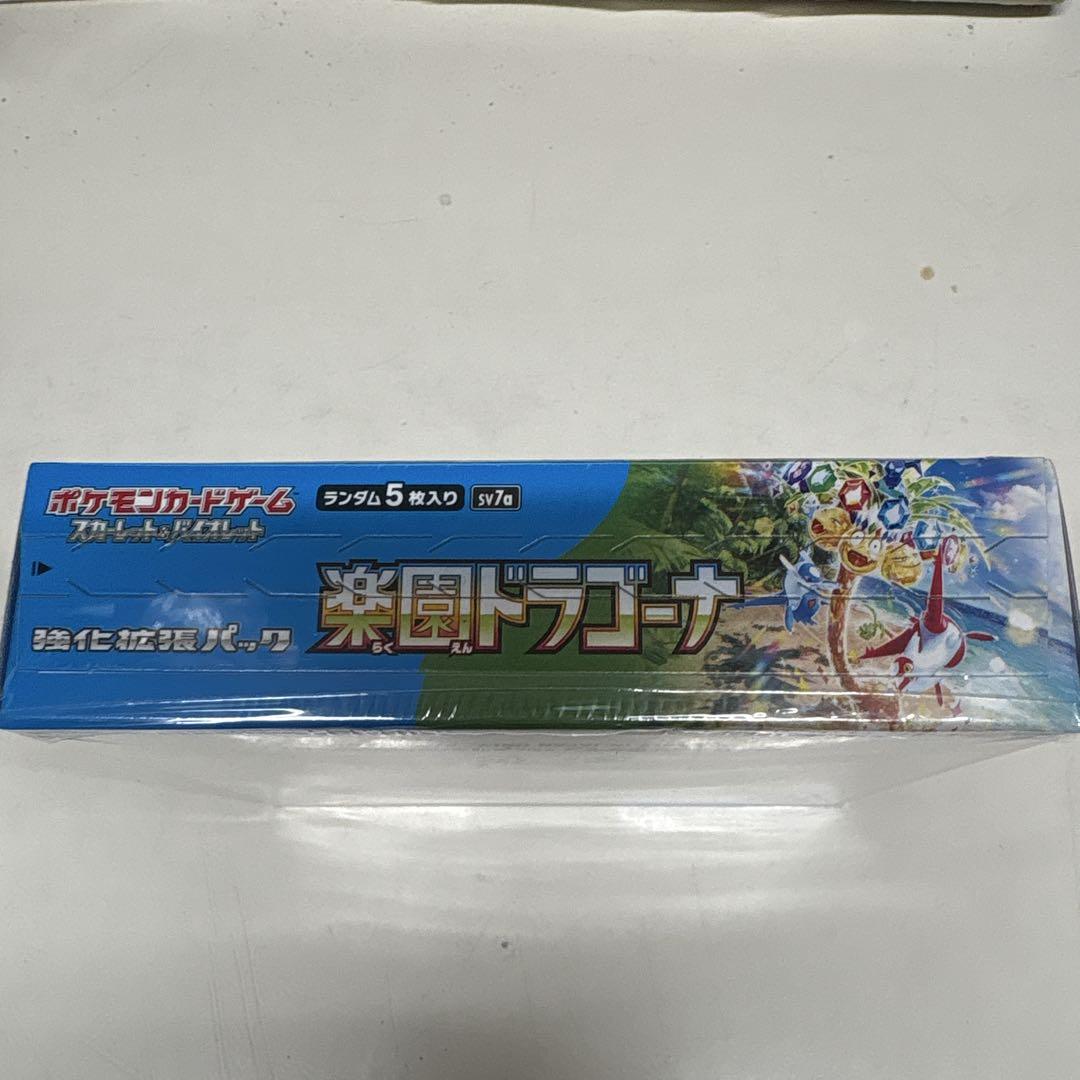 ポケモンカードゲーム
スカーレット&バイオレット
ランダム5枚入り
SV7a
強化拡張パック
楽園ドラゴーナ
らく えん